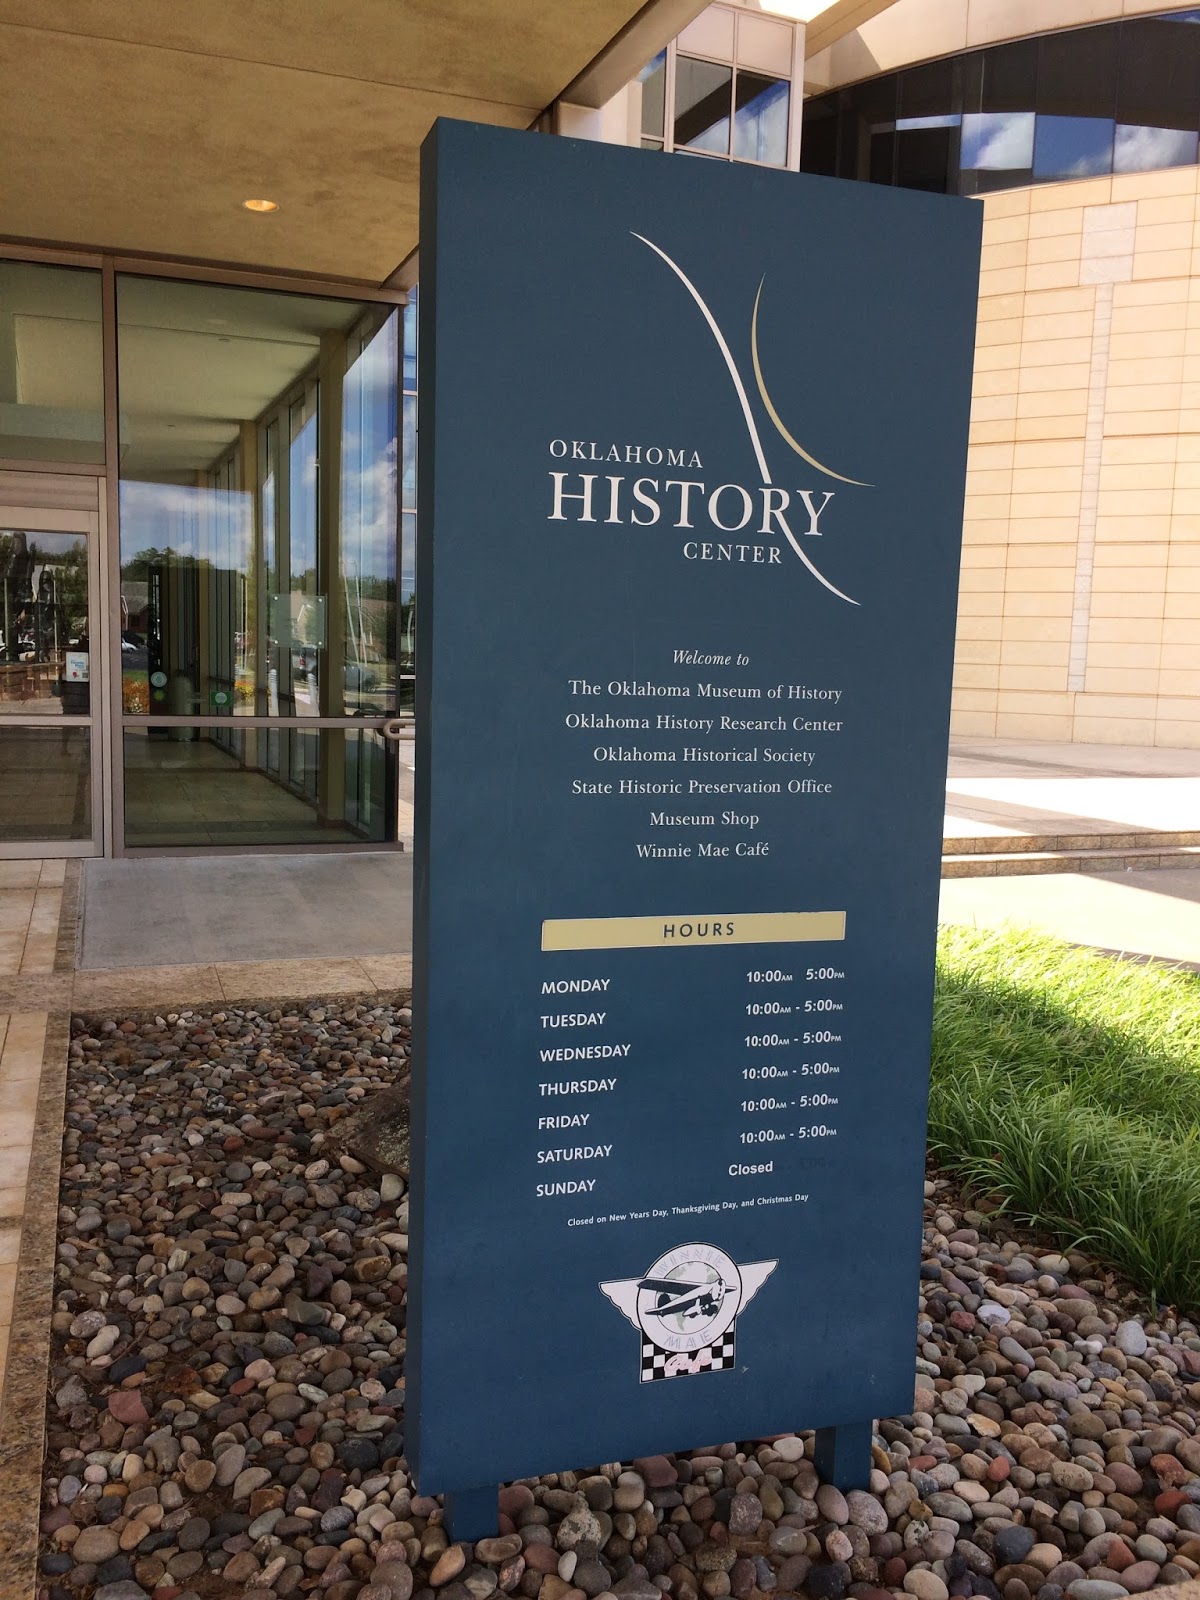 OKLAHOMA
HISTORY
CENTER
Welcome to
The Oklahoma Museum of History
Oklahoma History Research Center
Oklahoma Historical Society
State Historic Preservation Office
Museum Shop
Winnie Mae Café
HOURS
MONDAY 10:00AM 5:00PM
TUESDAY 10:00AM - 5:00PM
WEDNESDAY 10:00AM - 5:00PM
THURSDAY 10:00AM - 5:00PM
FRIDAY 10:00AM - 5:00PM
SATURDAY 10:00AM - 5:00PM
SUNDAY Closed
Closed on New Years Day, Thanksgiving Day, and Christmas Day
WINNIE
MAE
Cafe